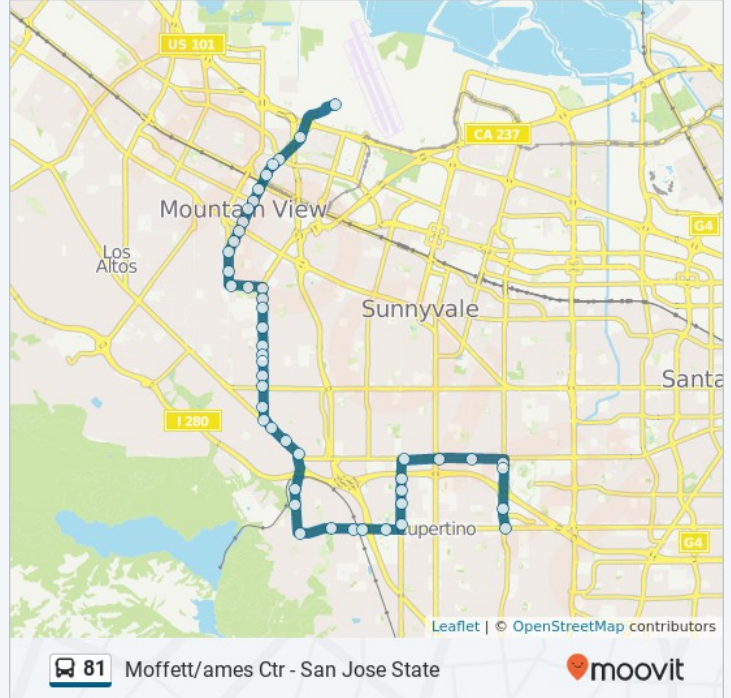 US 101
CA 237
Mountain View
G4
Los
Altos
Sunnyvale
Santa
I 280
Cupertino
G4
Leaflet | © OpenStreetMap contributors
81 Moffett/ames Ctr - San Jose State
moovit